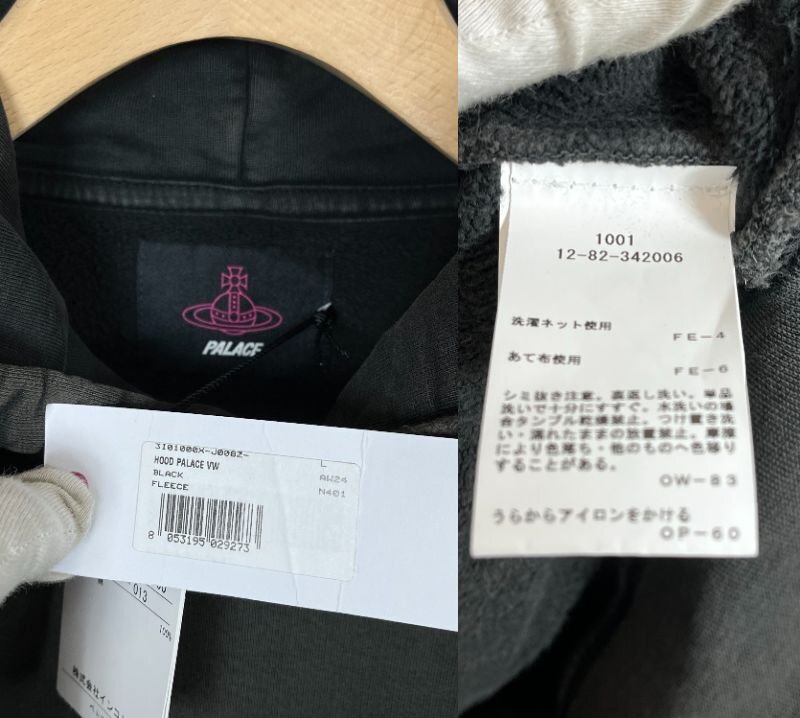 PALACE
3I01000X-J008Z-
HOOD PALACE VW
L
BLACK
AW24
FLEECE
N401
8 053195 029273
013
100%
1001
12-82-342006
洗濯ネット使用
FE-4
あて布使用
FE-6
シミ抜き注意。直返し洗い。単品
洗いで十分にすすぐ。水洗いの場
合タンブル乾燥禁止。つけ置き洗
い・濡れたままの放置禁止。摩擦
により色落ち・他のものへ色移り
することがある。
OW-83
うらからアイロンをかける
OP-60